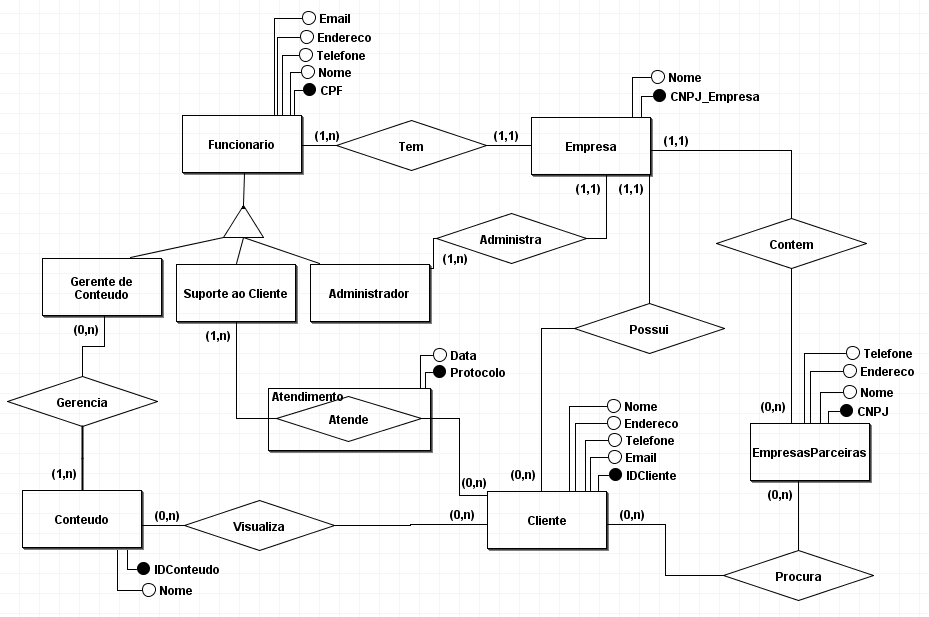 Email
Endereco
Telefone
Nome
CPF
Nome
CNPJ_Empresa
Funcionario
(1,n)
Tem
(1,1)
Empresa
(1,1)
(1,1)
(1,1)
Administra
(1,n)
Contem
Gerente de
Conteudo
Suporte ao Cliente
Administrador
(0,n)
(1,n)
Possui
Data
Protocolo
Telefone
Endereco
Nome
CNPJ
Atendimento
Atende
Gerencia
Nome
Endereco
Telefone
Email
IDCliente
(0,n)
EmpresasParceiras
(1,n)
(0,n)
(0,n)
(0,n)
Conteudo
(0,n)
Visualiza
(0,n)
Cliente
(0,n)
IDConteudo
Nome
Procura